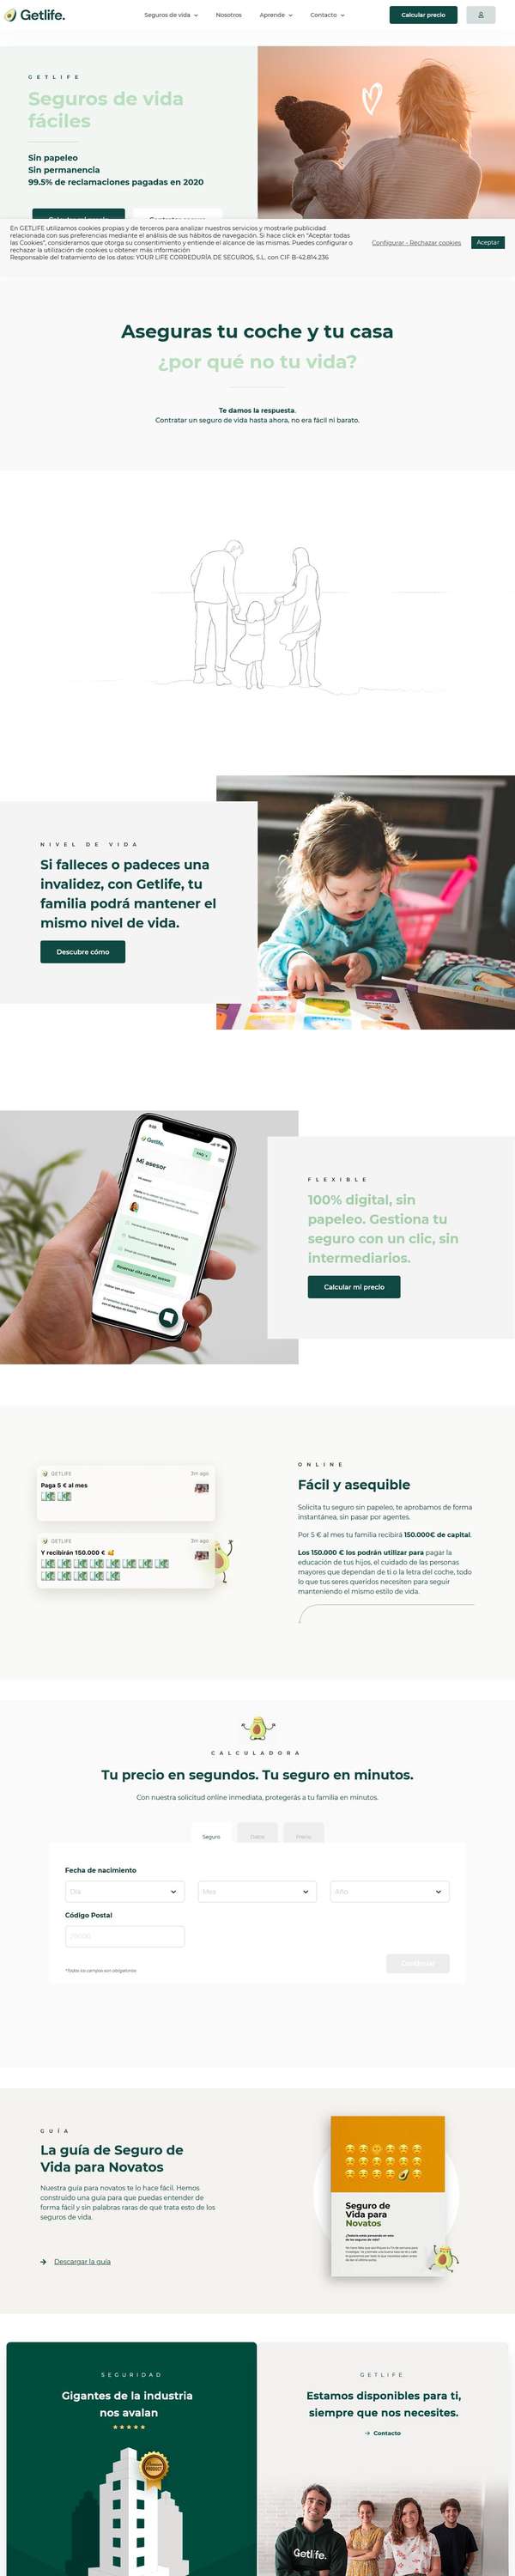 Getlife.
Seguros de vida
Nosotros
Aprende
Contacto
Calcular precio
GETLIFE
Seguros de vida
fáciles
Sin papeleo
Sin permanencia
99.5% de reclamaciones pagadas en 2020
En GETLIFE utilizamos cookies propias y de terceros para analizar nuestros servicios y mostrarle publicidad
relacionada con sus preferencias mediante el análisis de sus hábitos de navegación. Si hace click en "Aceptar todas
las Cookies", consideramos que otorga su consentimiento y entiende el alcance de las mismas. Puedes configurar o
rechazar la utilización de cookies u obtener más información
Responsable del tratamiento de los datos: YOUR LIFE CORREDURÍA DE SEGUROS, S.L. con CIF B-42.814.236
Configurar - Rechazar cookies
Aceptar
Aseguras tu coche y tu casa
¿por qué no tu vida?
Te damos la respuesta.
Contratar un seguro de vida hasta ahora, no era fácil ni barato.
NIVEL DE VIDA
Si falleces o padeces una
invalidez, con Getlife, tu
familia podrá mantener el
mismo nivel de vida.
Descubre cómo
Getlife.
Mi asesor
FLEXIBLE
100% digital, sin
papeleo. Gestiona tu
seguro con un clic, sin
intermediarios.
Calcular mi precio
GETLIFE
3m ago
Paga 5 € al mes
GETLIFE
3m ago
Y recibirán 150.000 €
ONLINE
Fácil y asequible
Solicita tu seguro sin papeleo, te aprobamos de forma
instantánea, sin pasar por agentes.
Por 5 € al mes tu familia recibirá 150.000€ de capital.
Los 150.000 € los podrán utilizar para pagar la
educación de tus hijos, el cuidado de las personas
mayores que dependan de ti o la letra del coche, todo
lo que tus seres queridos necesiten para seguir
manteniendo el mismo estilo de vida.
CALCULADORA
Tu precio en segundos. Tu seguro en minutos.
Con nuestra solicitud online inmediata, protegerás a tu familia en minutos.
Seguro
Datos
Precio
Fecha de nacimiento
Día
Mes
Año
Código Postal
*Todos los campos son obligatorios
Continuar
GUÍA
La guía de Seguro de
Vida para Novatos
Nuestra guía para novatos te lo hace fácil. Hemos
construido una guía para que puedas entender de
forma fácil y sin palabras raras de qué trata esto de los
seguros de vida.
Descargar la guía
Seguro de
Vida para
Novatos
SEGURIDAD
Gigantes de la industria
nos avalan
GETLIFE
Estamos disponibles para ti,
siempre que nos necesites.
Contacto
Getlife.